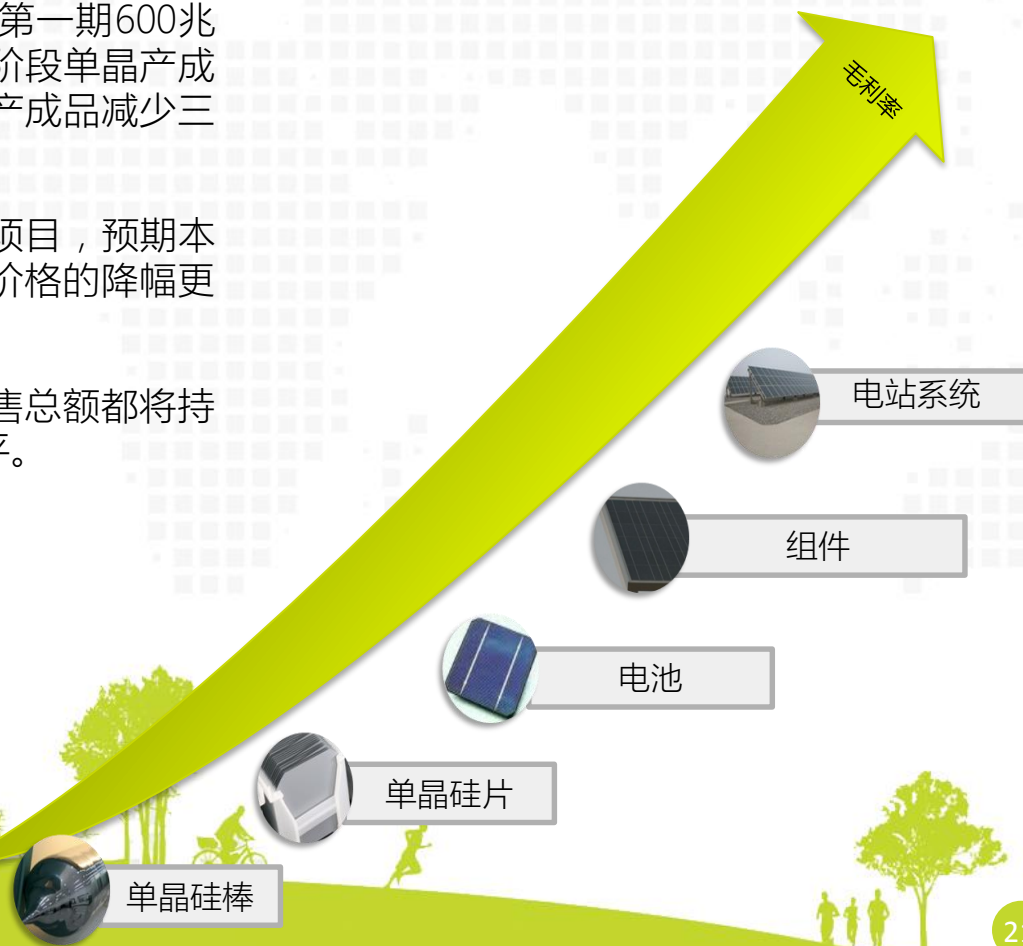 第一期600兆
阶段单晶产成
产成品减少三
项目，预期本
价格的降幅更
售总额都将持
平。
毛利率
电站系统
组件
电池
单晶硅片
单晶硅棒
2